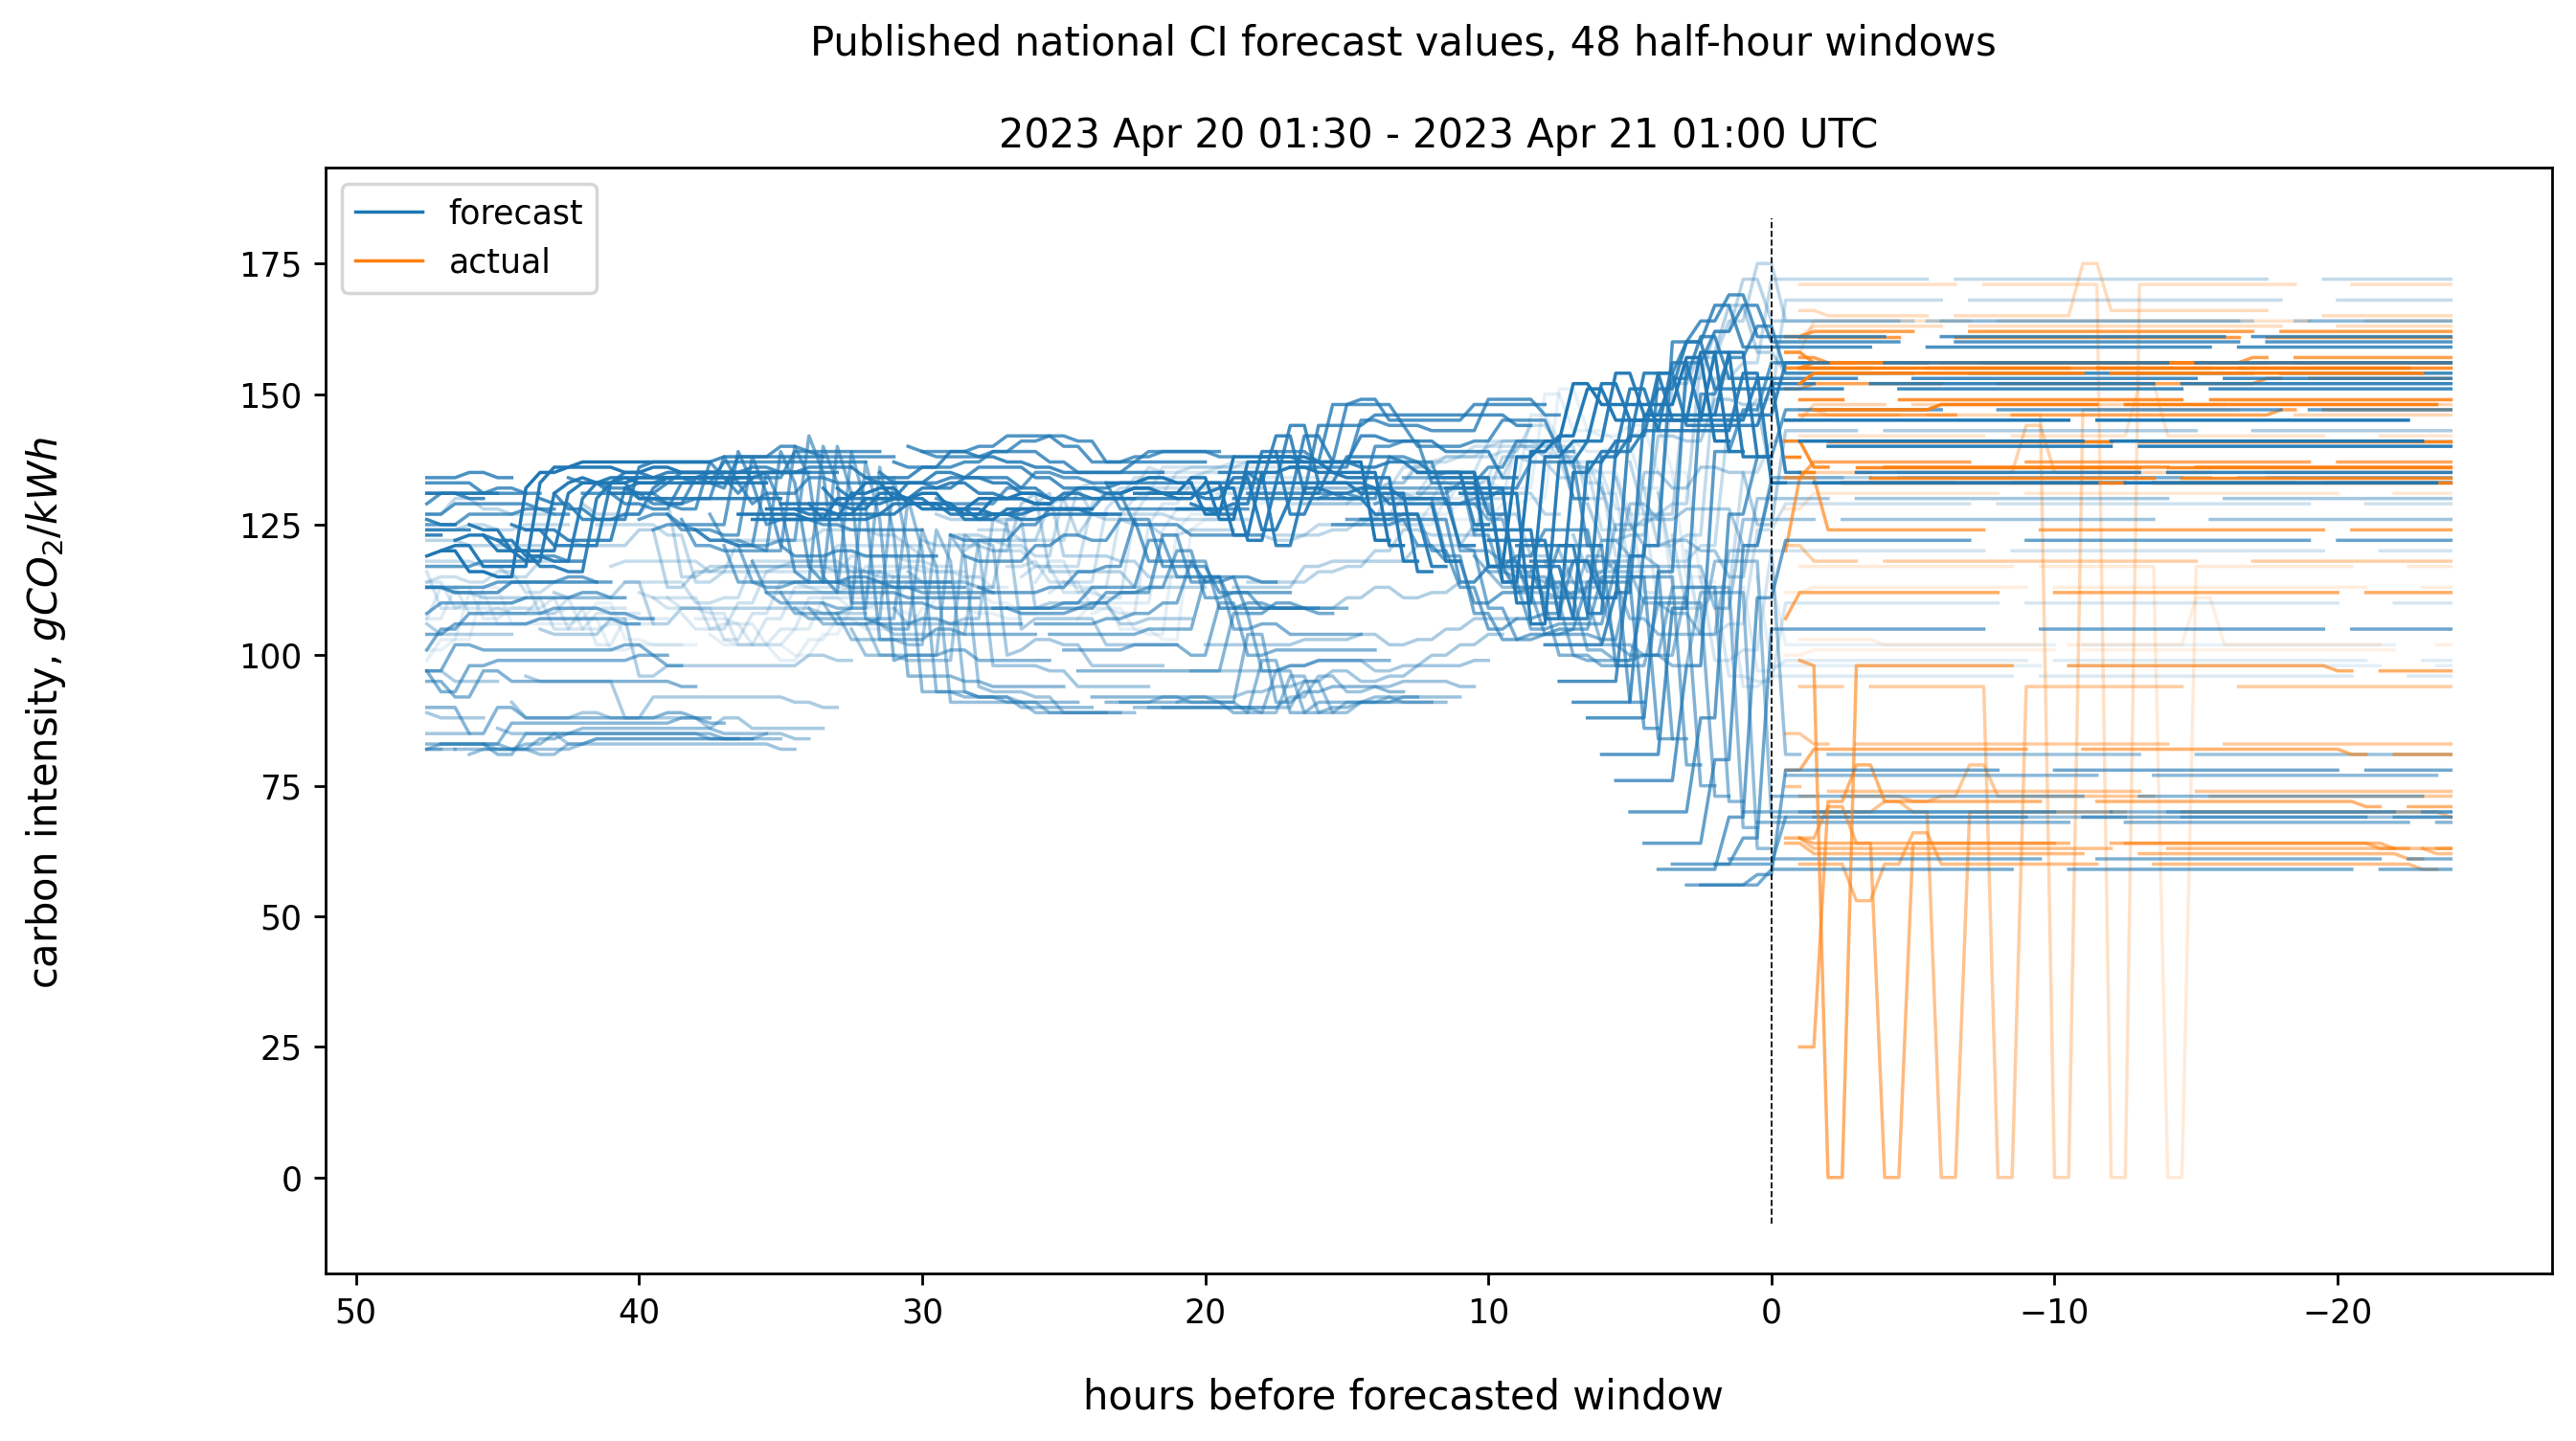 Published national CI forecast values, 48 half-hour windows
2023 Apr 20 01:30 - 2023 Apr 21 01:00 UTC
forecast
actual
carbon intensity, gCO₂/kWh
175
150
125
100
75
50
25
0
50 40 30 20 10 0 −10 −20
hours before forecasted window